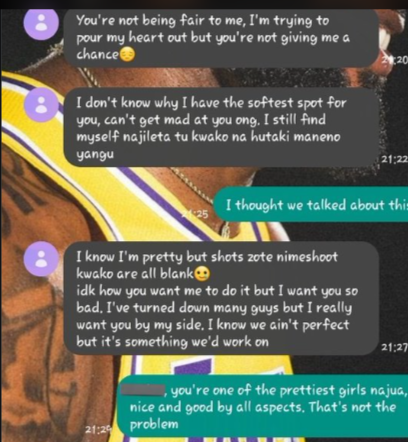 You're not being fair to me, I'm trying to
pour my heart out but you're not giving me a
chance😔
21:20
I don't know why I have the softest spot for
you, can't get mad at you ong, I still find
myself najileta tu kwako na hutaki maneno
yangu
21:22
I thought we talked about this
21:25
I know I'm pretty but shots zote nimeshoot
kwako are all blank🙂
idk how you want me to do it but I want you so
bad, I've turned down many guys but I really
want you by my side, I know we ain't perfect
but it's something we'd work on
21:27
, you're one of the prettiest girls najua,
nice and good by all aspects. That's not the
problem
21:29